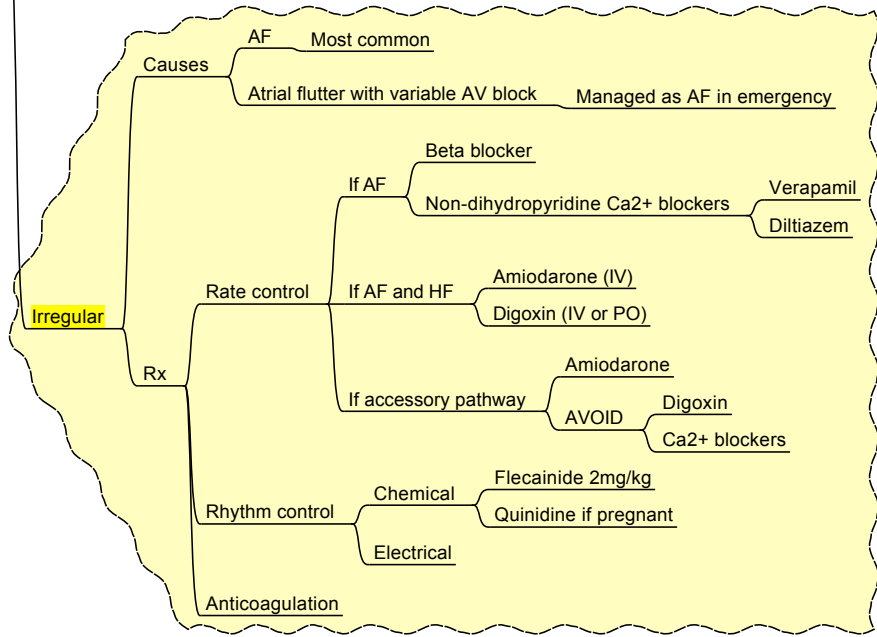 Irregular
Causes
AF
Most common
Atrial flutter with variable AV block
Managed as AF in emergency
Rx
Rate control
If AF
Beta blocker
Non-dihydropyridine Ca2+ blockers
Verapamil
Diltiazem
If AF and HF
Amiodarone (IV)
Digoxin (IV or PO)
If accessory pathway
Amiodarone
AVOID
Digoxin
Ca2+ blockers
Rhythm control
Chemical
Flecainide 2mg/kg
Quinidine if pregnant
Electrical
Anticoagulation